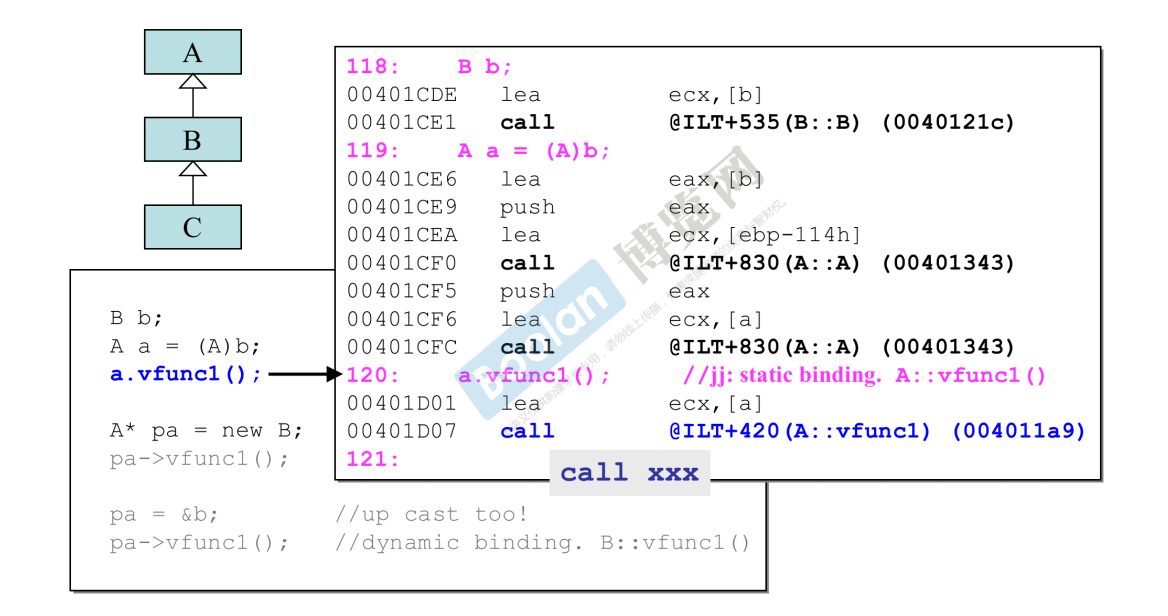 A
B
C
118: B b;
00401CDE lea ecx,[b]
00401CE1 call @ILT+535(B::B) (0040121c)
119: A a = (A)b;
00401CE6 lea eax,[b]
00401CE9 push eax
00401CEA lea ecx,[ebp-114h]
00401CF0 call @ILT+830(A::A) (00401343)
00401CF5 push eax
00401CF6 lea ecx,[a]
00401CFC call @ILT+830(A::A) (00401343)
120: a.vfunc1(); //jj: static binding. A::vfunc1()
00401D01 lea ecx,[a]
00401D07 call @ILT+420(A::vfunc1) (004011a9)
121:
call xxx
B b;
A a = (A)b;
a.vfunc1();
A* pa = new B;
pa->vfunc1();
pa = &b; //up cast too!
pa->vfunc1(); //dynamic binding. B::vfunc1()
Boolan 博览网